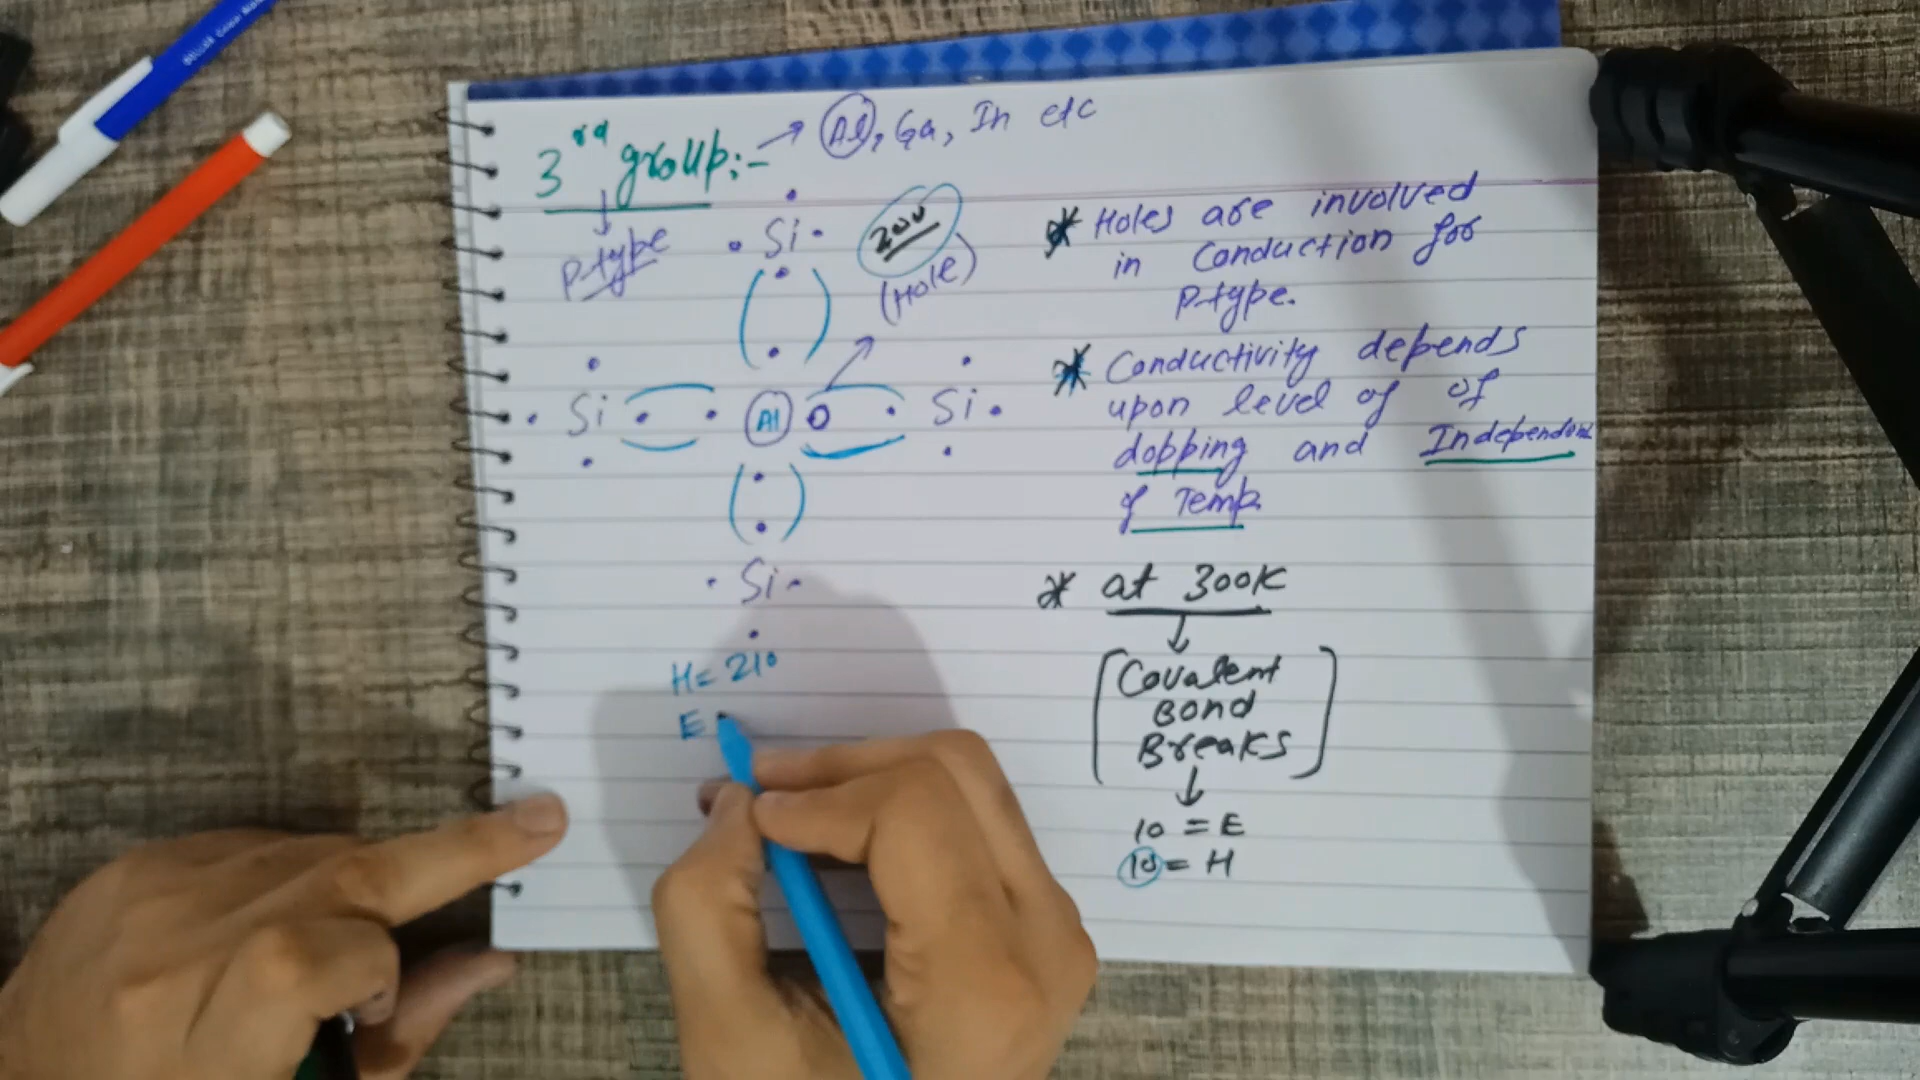 3rd group:- → Al, Ga, In etc
P-type
Si
200
(Hole)
Si
Al
Si
Si
H = 210
E
* Holes are involved
in Conduction for
P-type.
* Conductivity depends
upon level of of
dopping and Independent
of Temp.
* at 300K
Covalent
Bond
Breaks
10 = E
10 = H